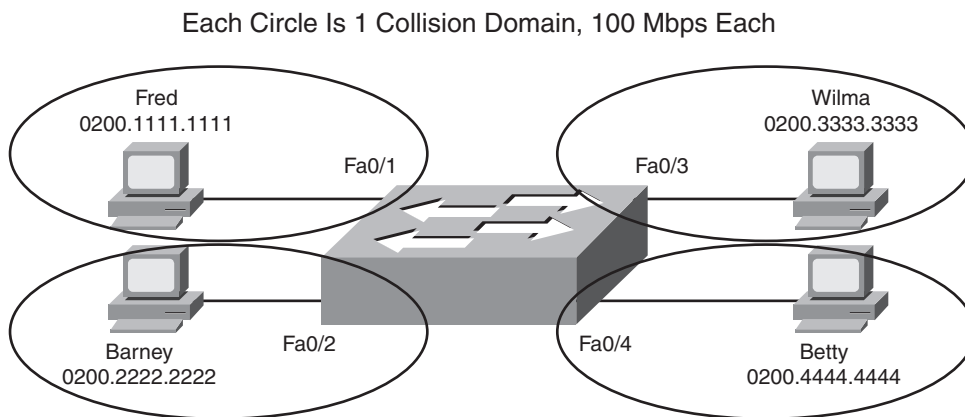 Each Circle Is 1 Collision Domain, 100 Mbps Each
Fred
0200.1111.1111
Fa0/1
Wilma
0200.3333.3333
Fa0/3
Barney
0200.2222.2222
Fa0/2
Fa0/4
Betty
0200.4444.4444